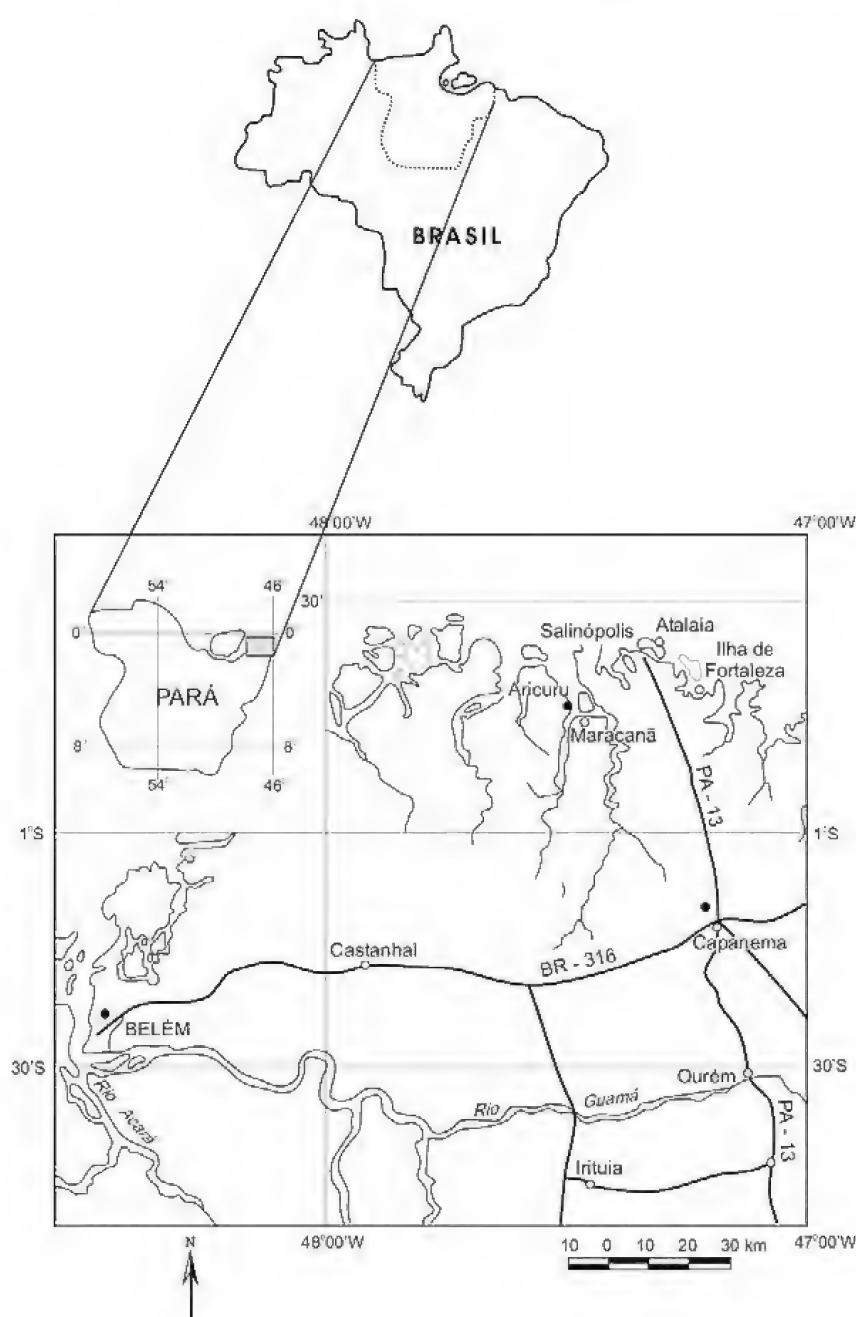 BRASIL
48°00'W
47°00'W
54°
46°
30'
0°
0°
PARÁ
8°
8°
54°
46°
Salinópolis
Atalaia
Ilha de
Fortaleza
Aricuru
Maracanã
PA - 13
1°S
1°S
Castanhal
BR - 316
Capanema
BELÉM
30'S
30'S
Ourém
Rio Acará
Rio Guamá
PA - 13
Irituia
N
48°00'W
47°00'W
10 0 10 20 30 km